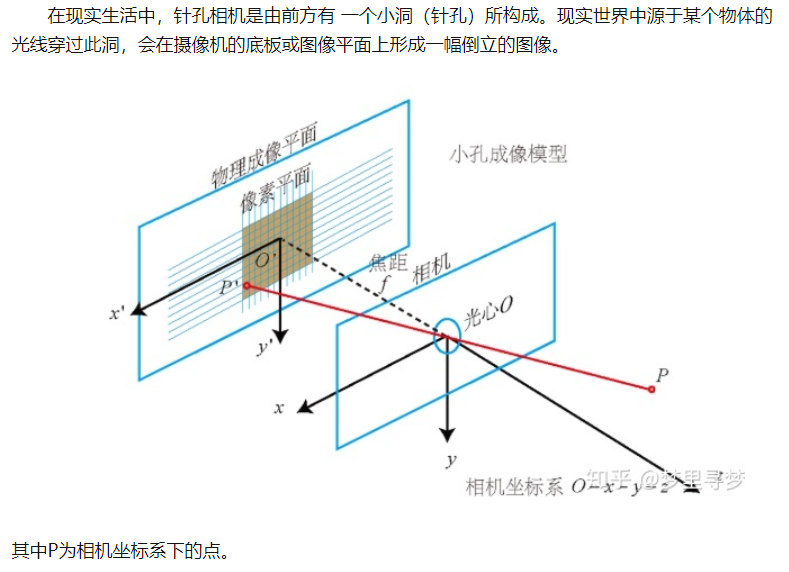 在现实生活中，针孔相机是由前方有 一个小洞（针孔）所构成。现实世界中源于某个物体的
光线穿过此洞，会在摄像机的底板或图像平面上形成一幅倒立的图像。
物理成像平面
小孔成像模型
像素平面
O'
焦距
f
相机
P'
x'
光心O
y'
P
x
y
相机坐标系 O-x-y-z
知乎 @梦里寻梦
其中P为相机坐标系下的点。